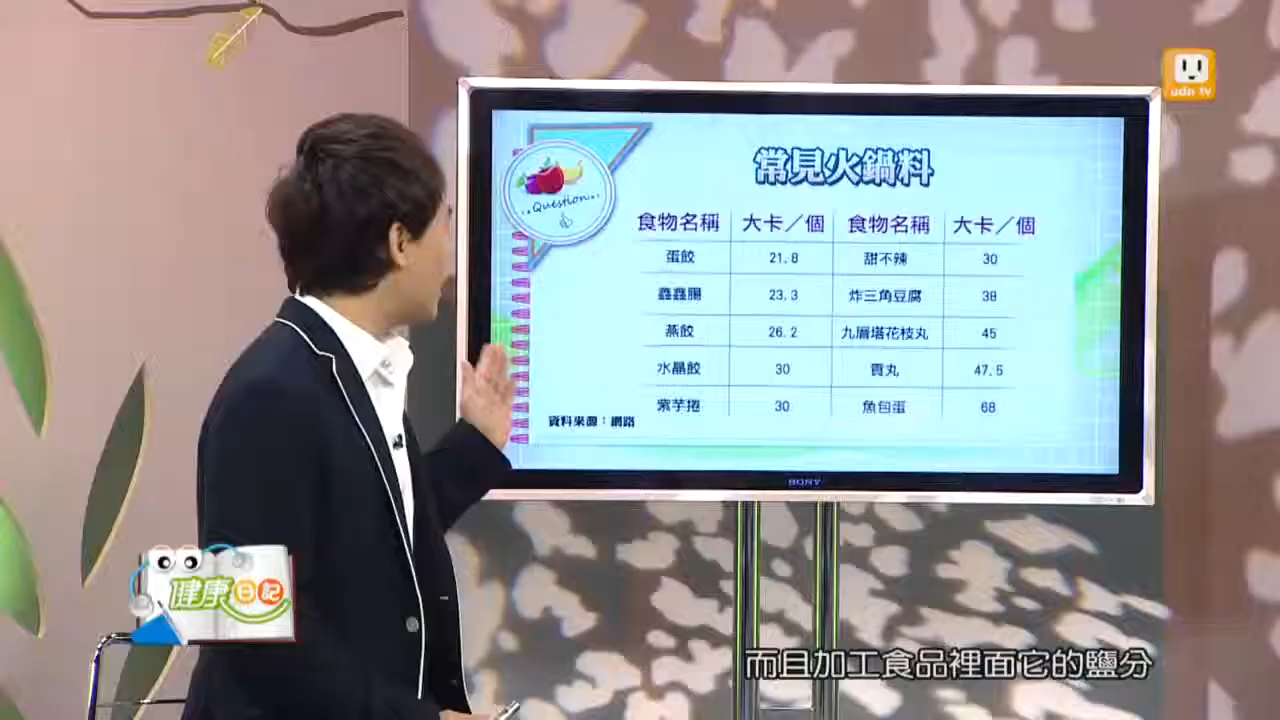 udn tv
常見火鍋料
..Question..
食物名稱 大卡／個 食物名稱 大卡／個
蛋餃 21.8 甜不辣 30
鑫鑫腸 23.3 炸三角豆腐 38
燕餃 26.2 九層塔花枝丸 45
水晶餃 30 貢丸 47.5
紫芋捲 30 魚包蛋 68
資料來源：網路
SONY
健康日記
而且加工食品裡面它的鹽分